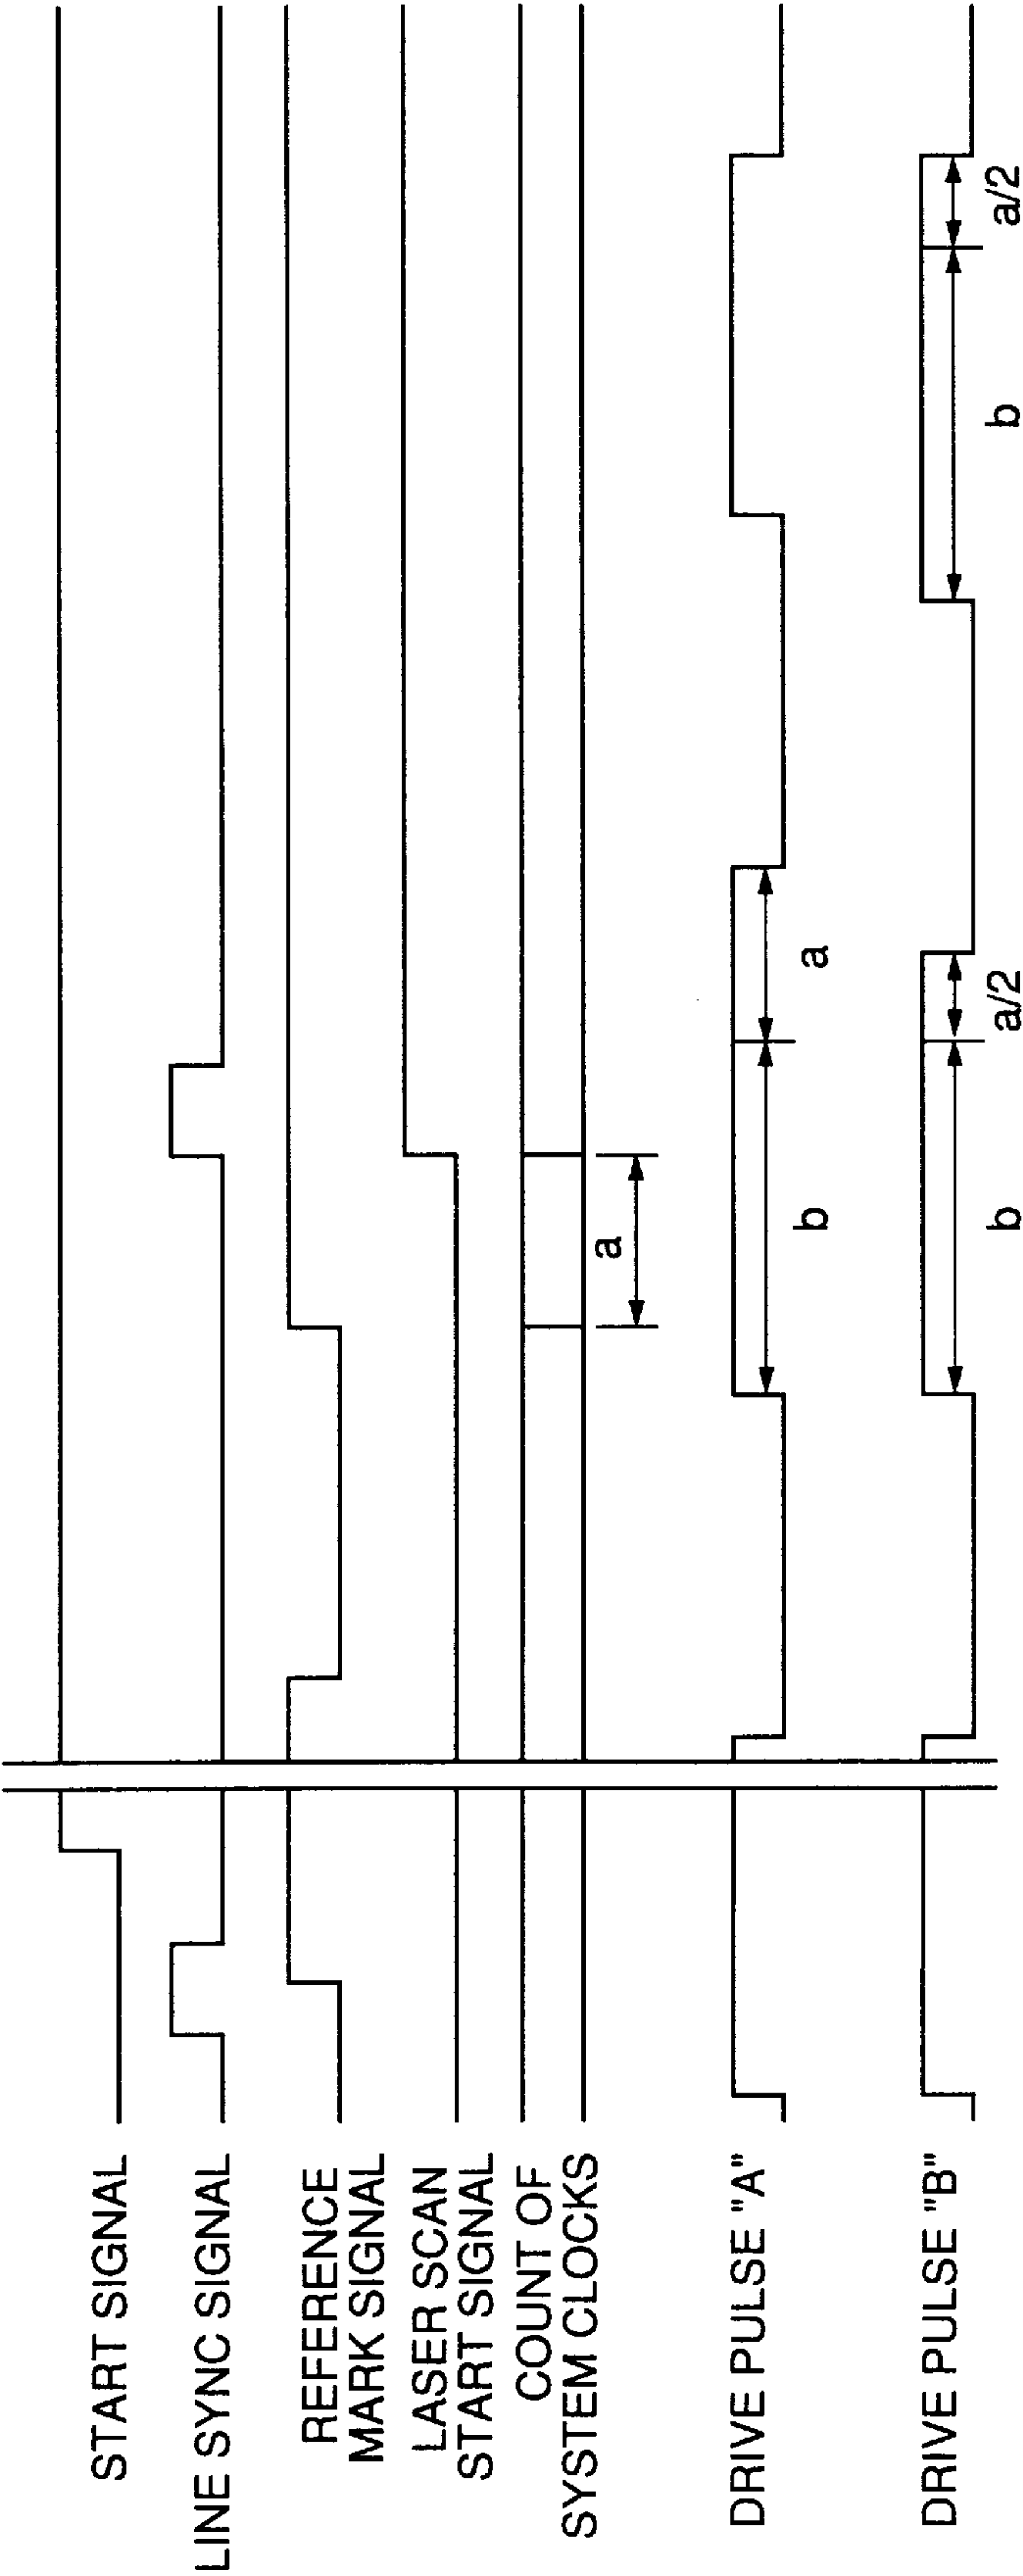 START SIGNAL
LINE SYNC SIGNAL
REFERENCE
MARK SIGNAL
LASER SCAN
START SIGNAL
COUNT OF
SYSTEM CLOCKS
a
DRIVE PULSE "A"
b
a
DRIVE PULSE "B"
b
a/2
b
a/2